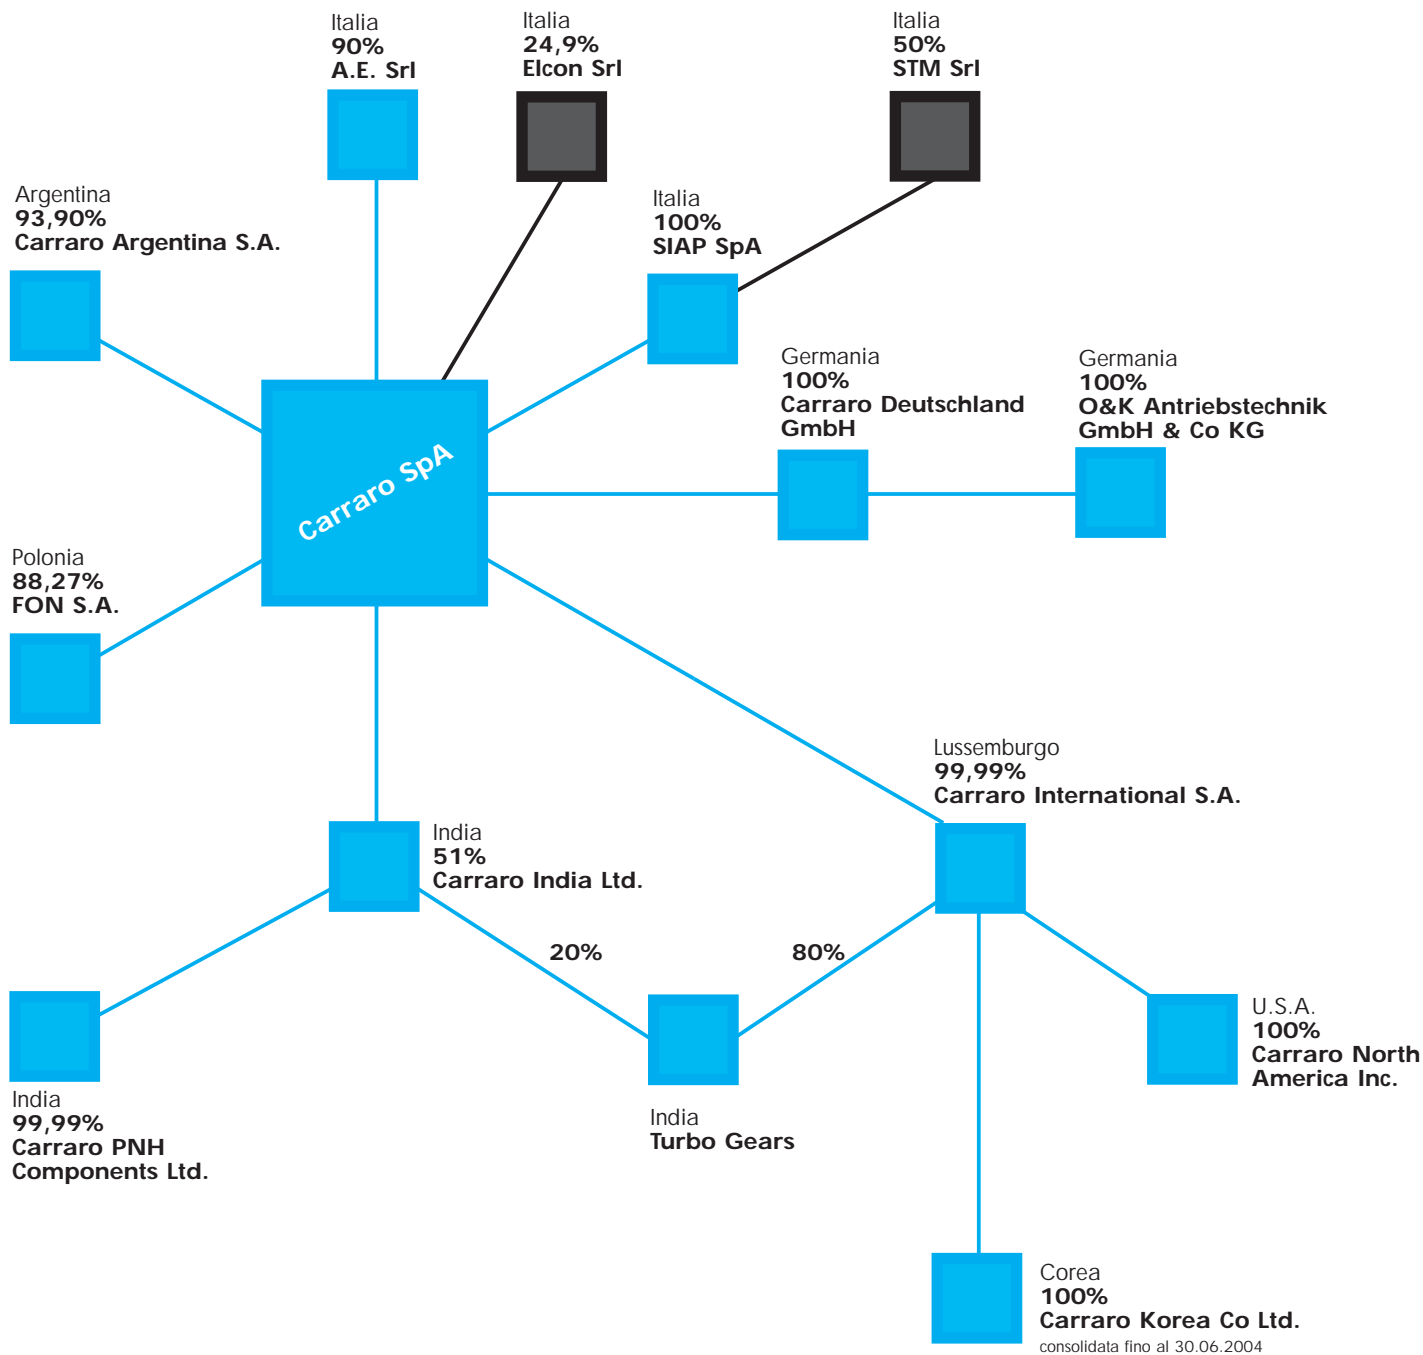 Italia
90%
A.E. Srl
Italia
24,9%
Elcon Srl
Italia
50%
STM Srl
Argentina
93,90%
Carraro Argentina S.A.
Italia
100%
SIAP SpA
Germania
100%
Carraro Deutschland
GmbH
Germania
100%
O&K Antriebstechnik
GmbH & Co KG
Carraro SpA
Polonia
88,27%
FON S.A.
Lussemburgo
99,99%
Carraro International S.A.
India
51%
Carraro India Ltd.
20%
80%
U.S.A.
100%
Carraro North
America Inc.
India
99,99%
Carraro PNH
Components Ltd.
India
Turbo Gears
Corea
100%
Carraro Korea Co Ltd.
consolidata fino al 30.06.2004